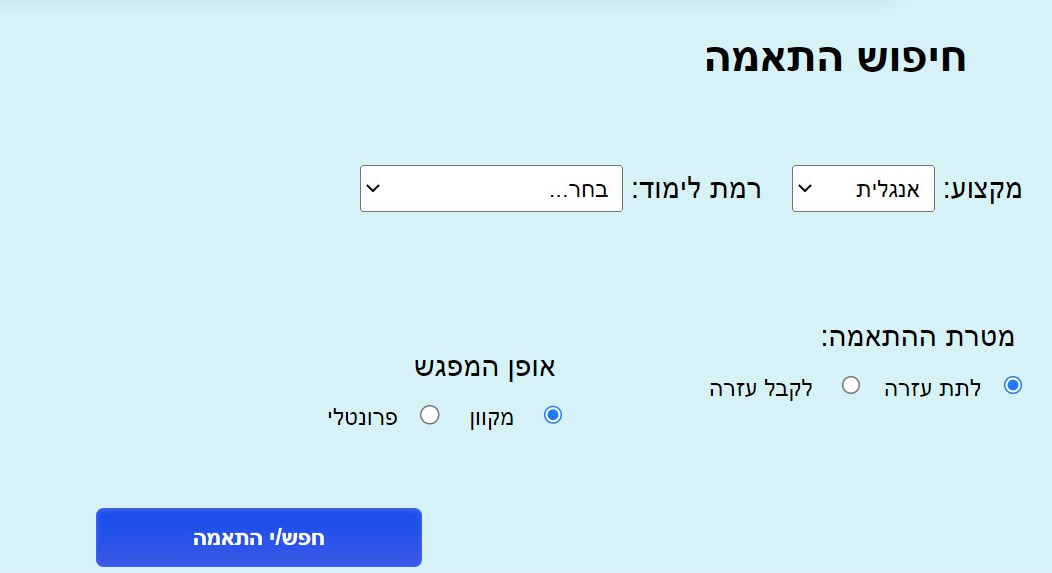 חיפוש התאמה
מקצוע: אנגלית רמת לימוד: בחר...
מטרת ההתאמה:
לתת עזרה לקבל עזרה
אופן המפגש
מקוון פרונטלי
חפש/י התאמה